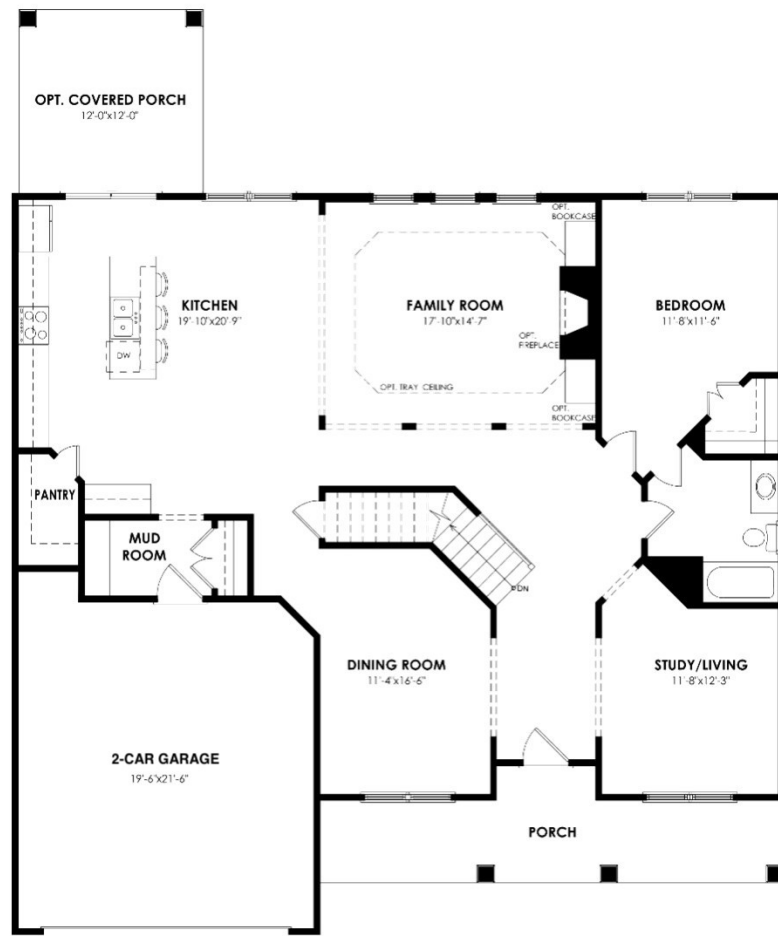 OPT. COVERED PORCH
12'-0"x12'-0"
OPT.
BOOKCASE
KITCHEN
19'-10"x20'-9"
FAMILY ROOM
17'-10"x14'-7"
BEDROOM
11'-8"x11'-6"
OPT.
FIREPLACE
DW
OPT. TRAY CEILING
OPT.
BOOKCASE
PANTRY
MUD
ROOM
DN
DINING ROOM
11'-4"x16'-6"
STUDY/LIVING
11'-8"x12'-3"
2-CAR GARAGE
19'-6"x21'-6"
PORCH